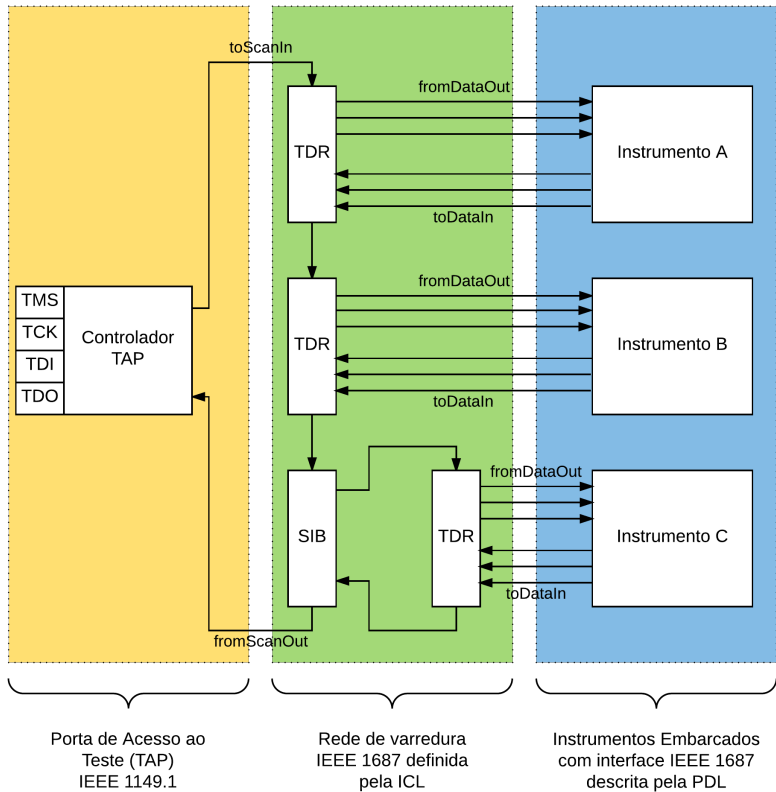 toScanIn
fromDataOut
TDR
Instrumento A
toDataIn
TMS
TCK
TDI
TDO
Controlador
TAP
fromDataOut
TDR
Instrumento B
toDataIn
fromDataOut
SIB
TDR
Instrumento C
toDataIn
fromScanOut
Porta de Acesso ao
Teste (TAP)
IEEE 1149.1
Rede de varredura
IEEE 1687 definida
pela ICL
Instrumentos Embarcados
com interface IEEE 1687
descrita pela PDL